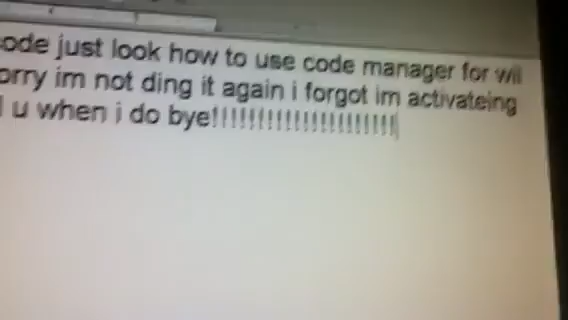 ode just look how to use code manager for wii
orry im not ding it again i forgot im activateing
u when i do bye!!!!!!!!!!!!!!!!!!!!!!